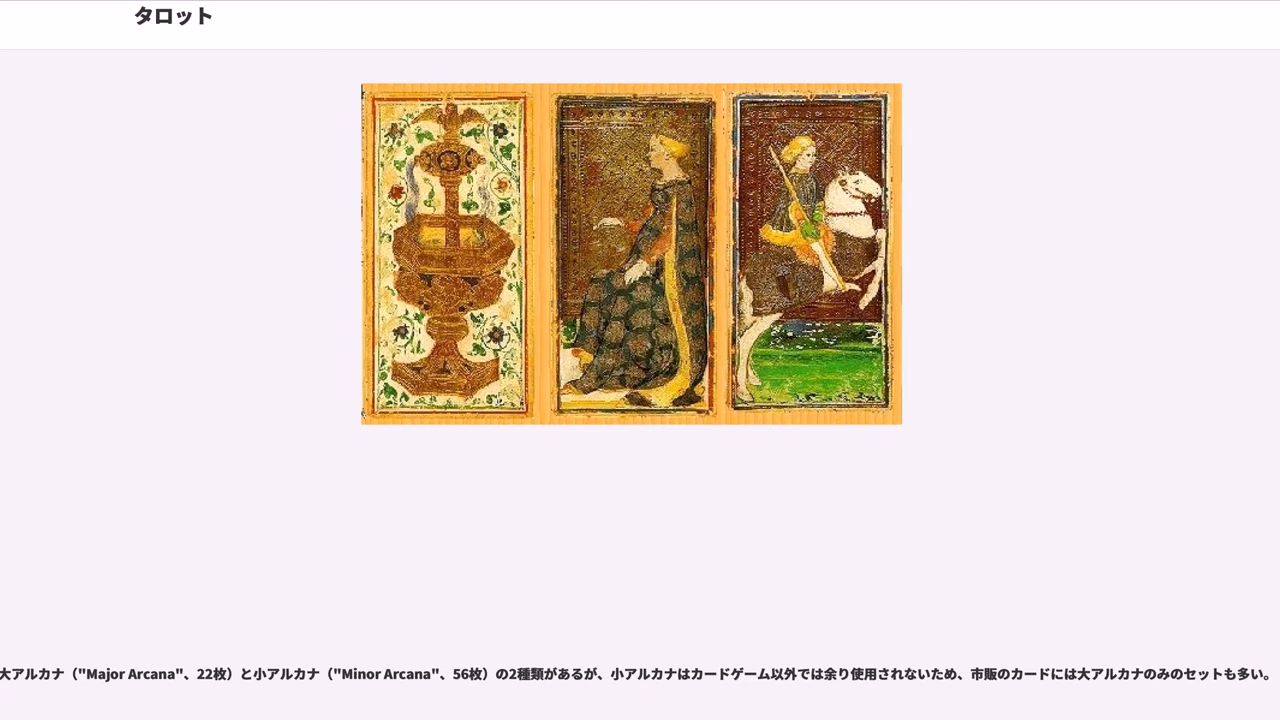 タロット
大アルカナ（"Major Arcana"、22枚）と小アルカナ（"Minor Arcana"、56枚）の2種類があるが、小アルカナはカードゲーム以外では余り使用されないため、市販のカードには大アルカナのみのセットも多い。